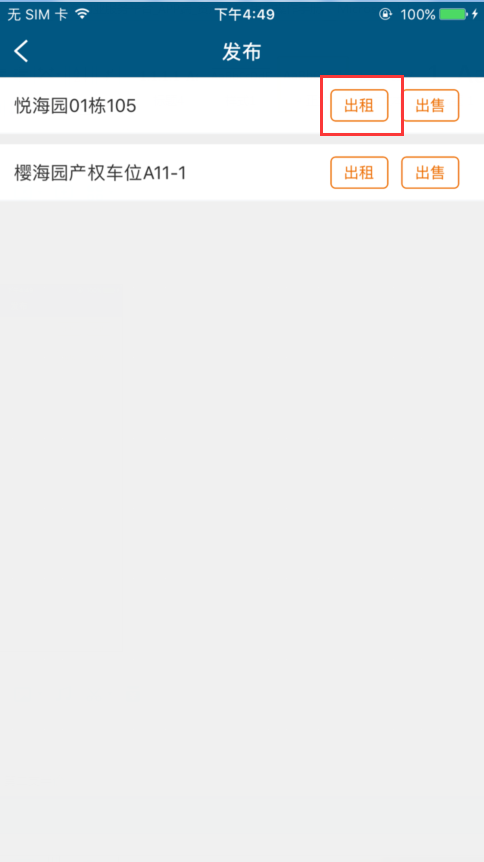 无 SIM 卡 下午4:49 100%
发布
悦海园01栋105 出租 出售
樱海园产权车位A11-1 出租 出售